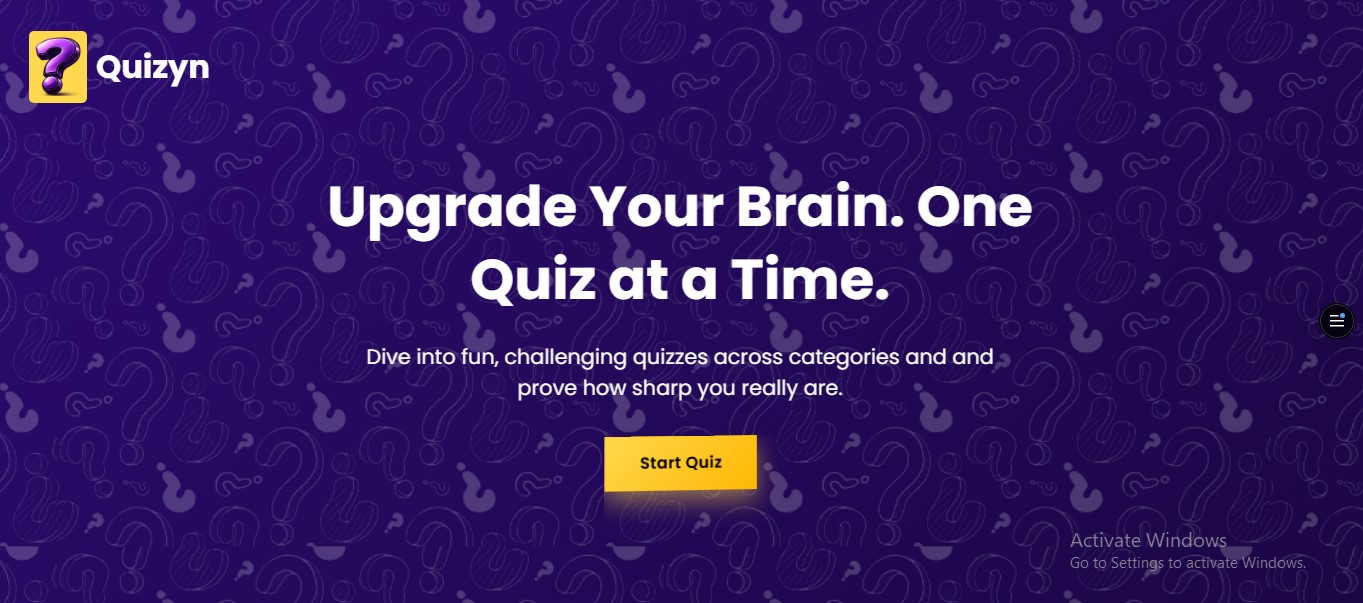 Quizyn
Upgrade Your Brain. One
Quiz at a Time.
Dive into fun, challenging quizzes across categories and and
prove how sharp you really are.
Start Quiz
Activate Windows
Go to Settings to activate Windows.